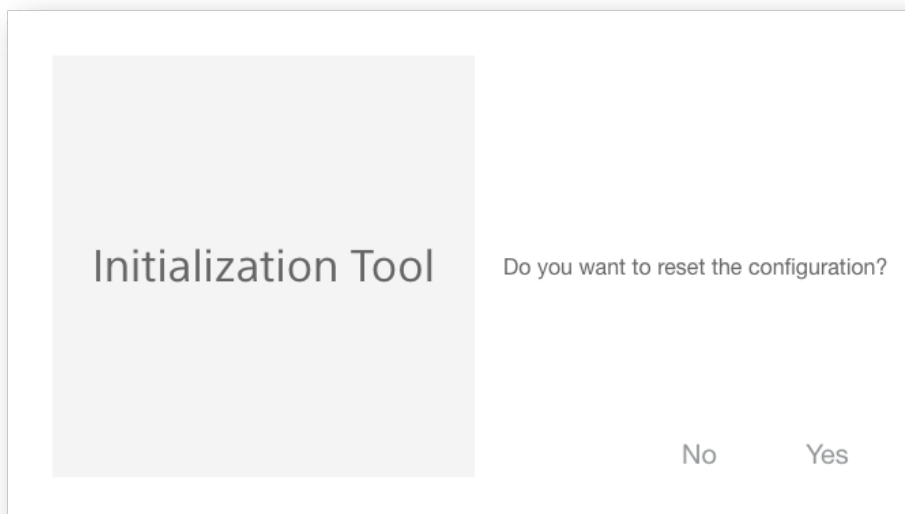 Initialization Tool
Do you want to reset the configuration?
No
Yes